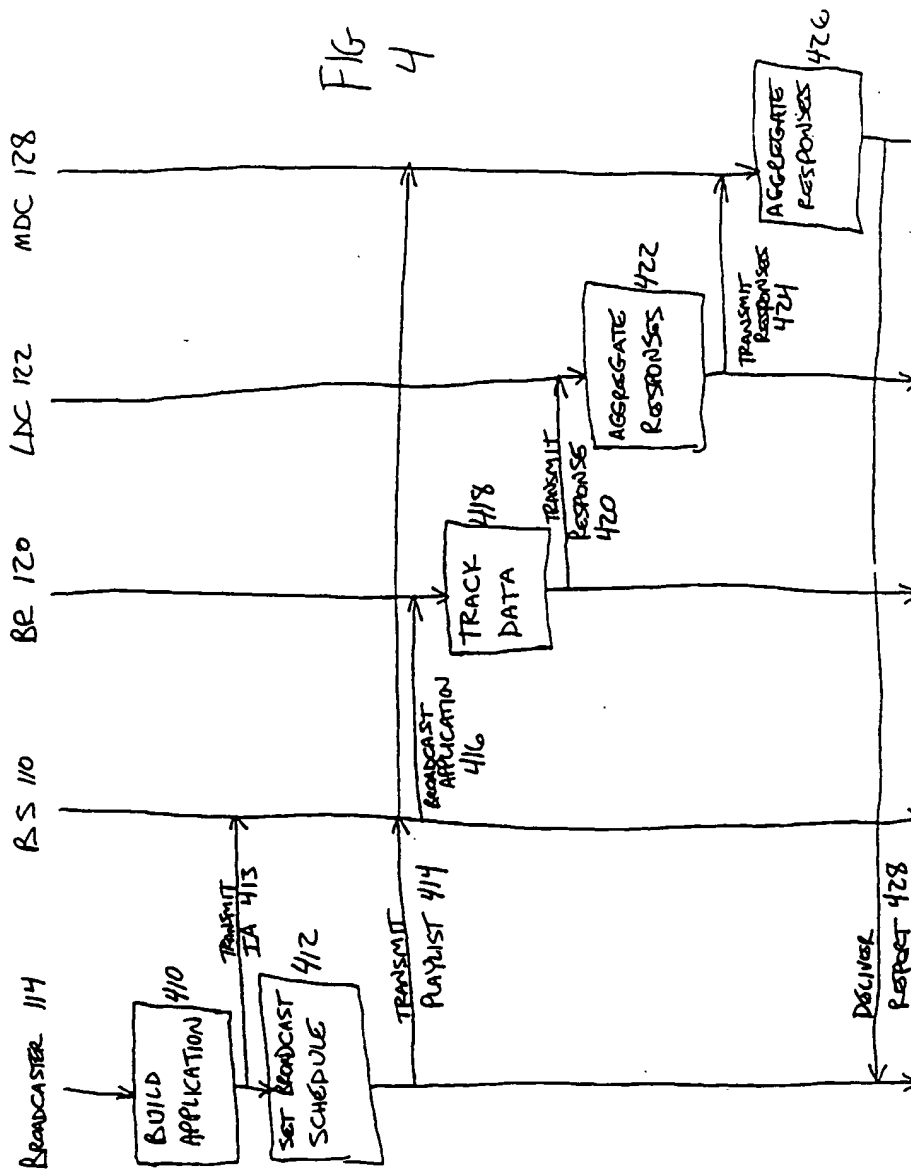 BROADCASTER 114
BS 110
BR 120
LDC 122
MDC 128
FIG
4
BUILD
APPLICATION
410
TRANSMIT
IA 413
SET BROADCAST
SCHEDULE
412
TRANSMIT
PLAYLIST 414
BROADCAST
APPLICATION
416
TRACK
DATA
418
TRANSMIT
RESPONSE
420
AGGREGATE
RESPONSES
422
TRANSMIT
RESPONSES
424
AGGREGATE
RESPONSES
426
DELIVER
REPORT 428